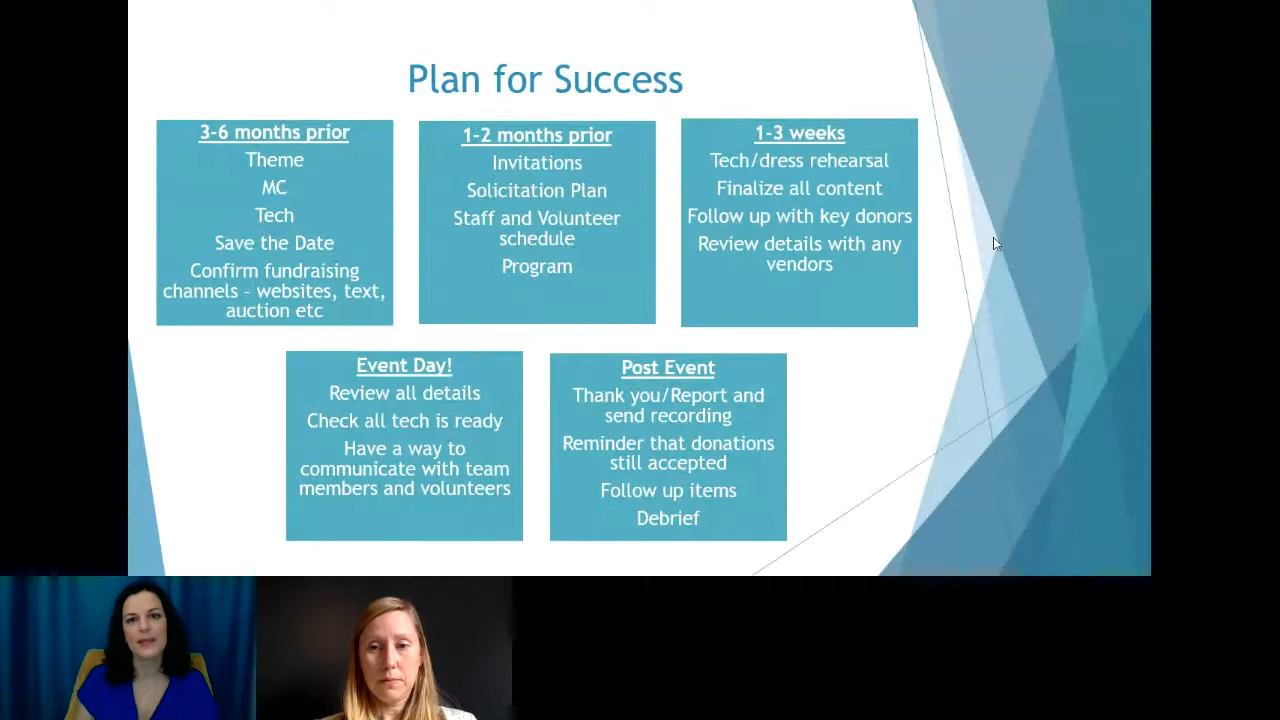 Plan for Success
3-6 months prior
Theme
MC
Tech
Save the Date
Confirm fundraising
channels - websites, text,
auction etc
1-2 months prior
Invitations
Solicitation Plan
Staff and Volunteer
schedule
Program
1-3 weeks
Tech/dress rehearsal
Finalize all content
Follow up with key donors
Review details with any
vendors
Event Day!
Review all details
Check all tech is ready
Have a way to
communicate with team
members and volunteers
Post Event
Thank you/Report and
send recording
Reminder that donations
still accepted
Follow up items
Debrief